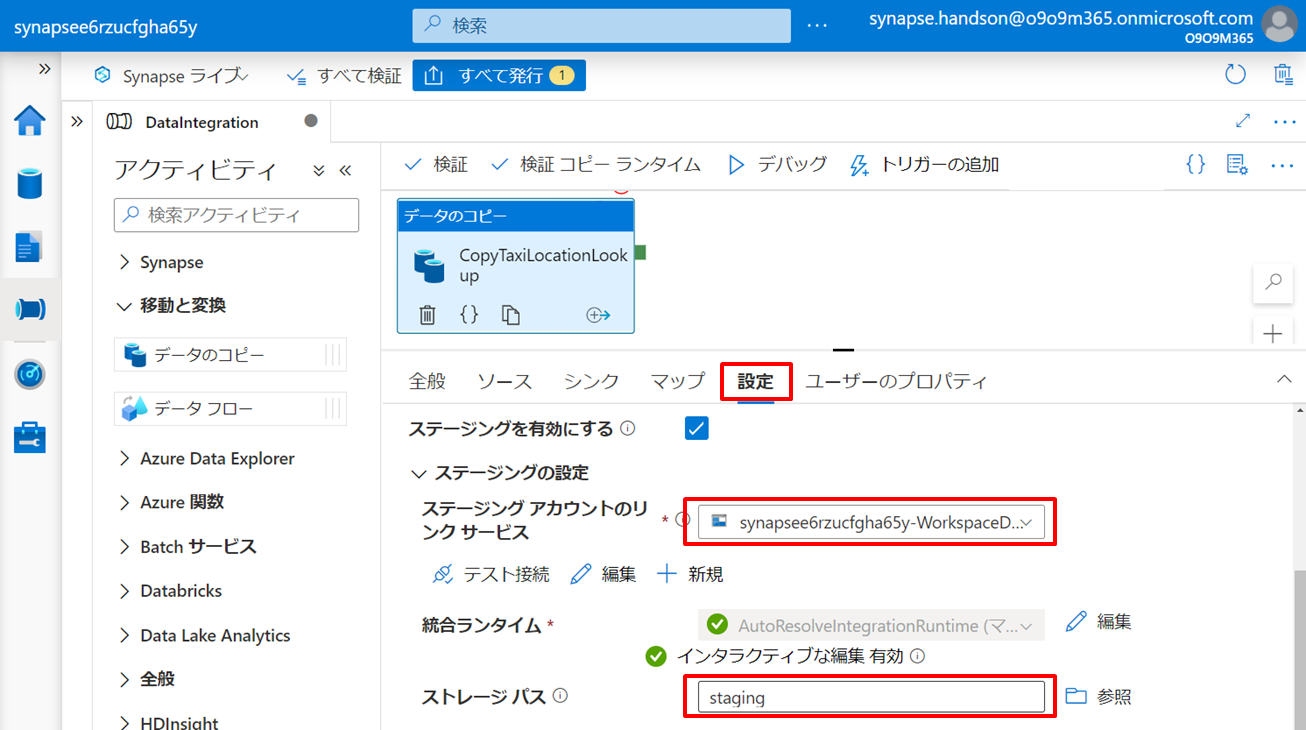 synapsee6rzucfgha65y
検索
synapse.handson@o9o9m365.onmicrosoft.com
O9O9M365
Synapse ライブ
すべて検証
すべて発行 1
DataIntegration
アクティビティ
検索アクティビティ
Synapse
移動と変換
データのコピー
データ フロー
Azure Data Explorer
Azure 関数
Batch サービス
Databricks
Data Lake Analytics
全般
HDInsight
検証
検証 コピー ランタイム
デバッグ
トリガーの追加
データのコピー
CopyTaxiLocationLook
up
全般
ソース
シンク
マップ
設定
ユーザーのプロパティ
ステージングを有効にする
ステージングの設定
ステージング アカウントのリ
ンク サービス *
synapsee6rzucfgha65y-WorkspaceD...
テスト接続
編集
新規
統合ランタイム *
AutoResolveIntegrationRuntime (マ...
編集
インタラクティブな編集 有効
ストレージ パス
staging
参照